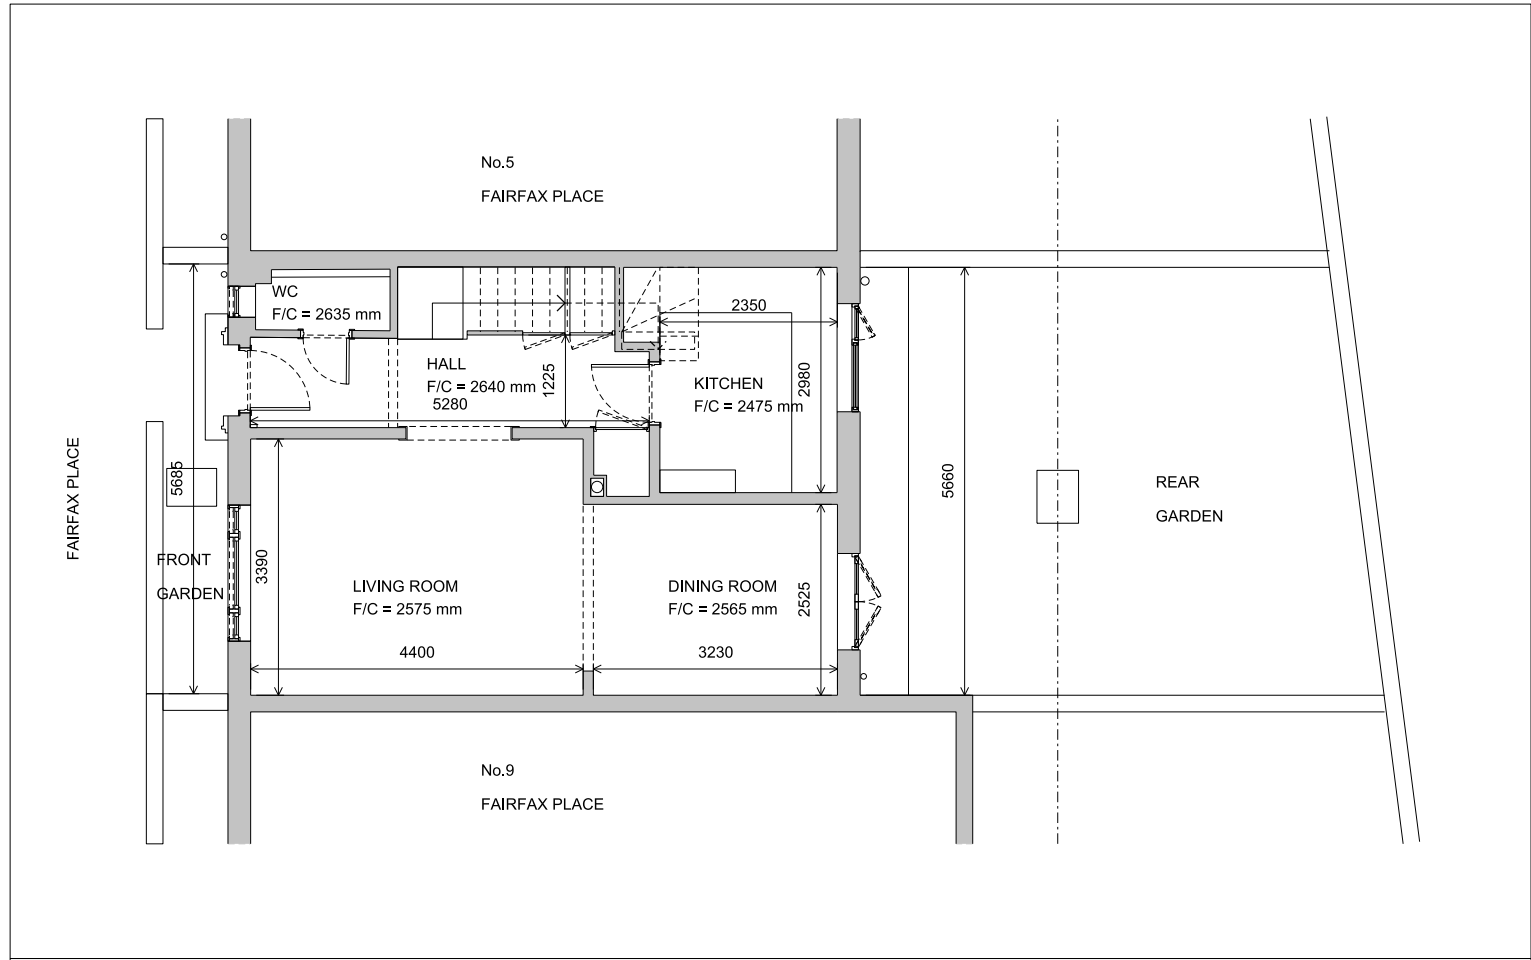 No.5
FAIRFAX PLACE
WC
F/C = 2635 mm
2350
HALL
F/C = 2640 mm
5280
1225
KITCHEN
F/C = 2475 mm
2980
FAIRFAX PLACE
5685
5660
REAR
GARDEN
FRONT
GARDEN
3390
LIVING ROOM
F/C = 2575 mm
DINING ROOM
F/C = 2565 mm
2525
4400
3230
No.9
FAIRFAX PLACE